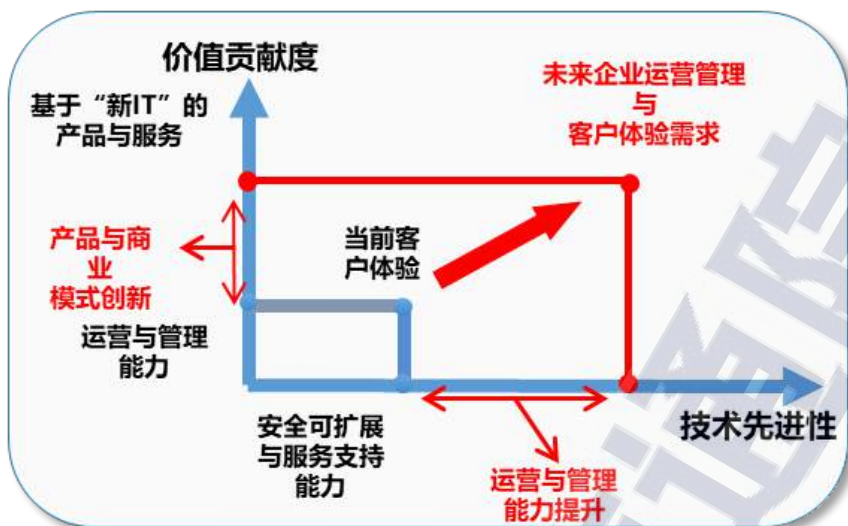 价值贡献度
基于“新IT”的
产品与服务
未来企业运营管理
与
客户体验需求
产品与商
业
模式创新
当前客
户体验
运营与管理
能力
安全可扩展
与服务支持
能力
技术先进性
运营与管理
能力提升
通院